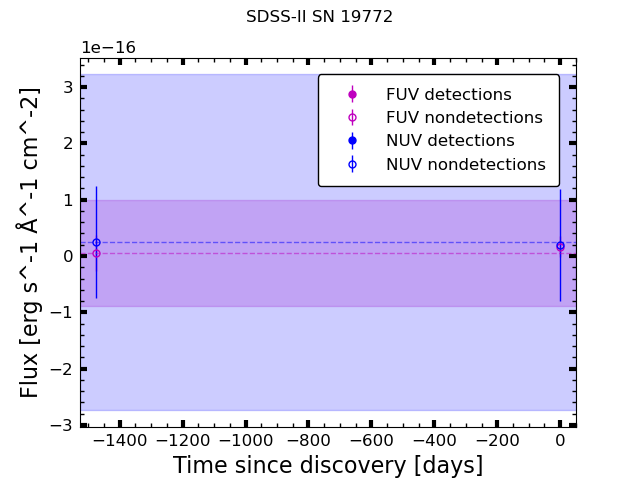 SDSS-II SN 19772
1e−16
FUV detections
FUV nondetections
NUV detections
NUV nondetections
3
2
1
0
−1
−2
−3
Flux [erg s^-1 Å^-1 cm^-2]
−1400 −1200 −1000 −800 −600 −400 −200 0
Time since discovery [days]